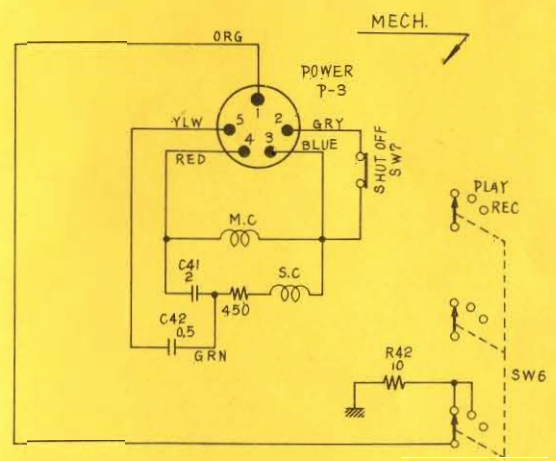 MECH.
ORG
POWER
P-3
1
YLW
5
2
GRY
4
3
RED
BLUE
SHUT OFF
SW7
PLAY
REC
M.C
C41
2
S.C
450
C42
0.5
GRN
R42
10
SW6